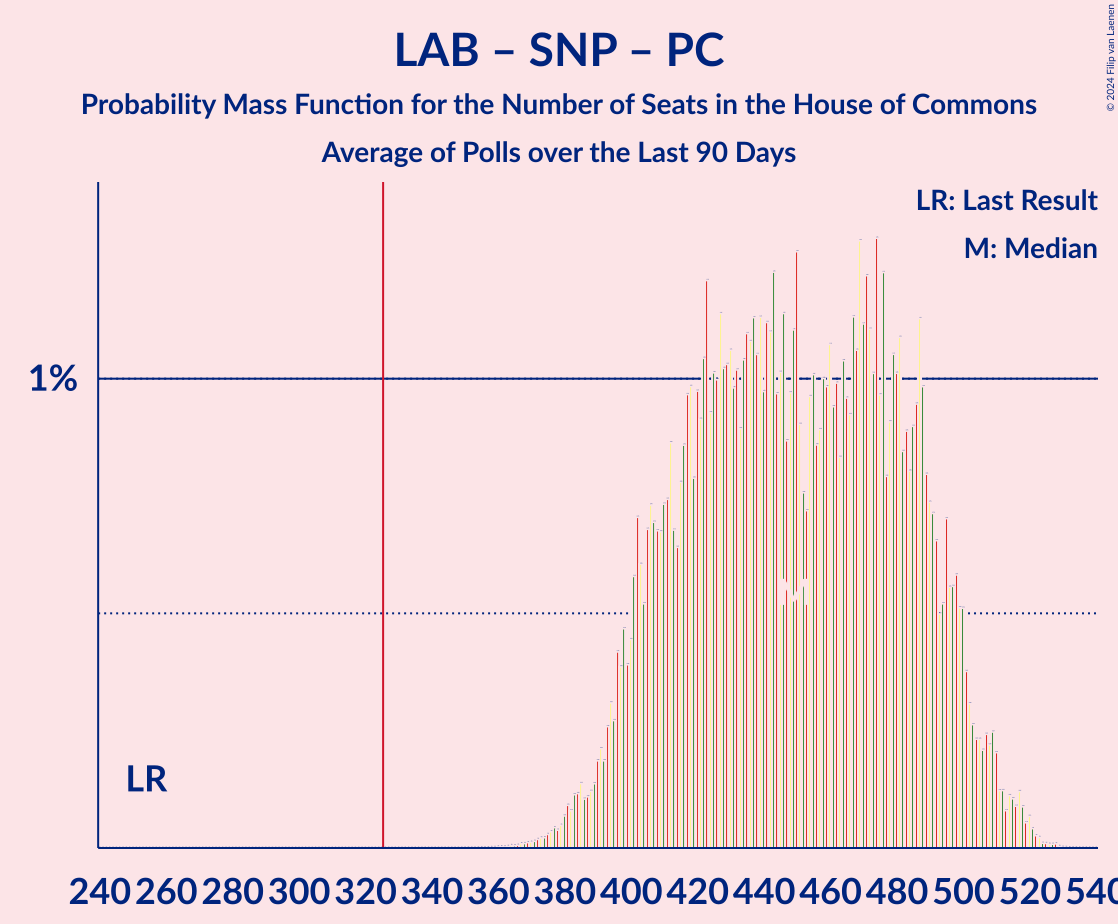 LAB – SNP – PC
Probability Mass Function for the Number of Seats in the House of Commons
Average of Polls over the Last 90 Days
© 2024 Filip van Laenen
LR: Last Result
M: Median
1%
M
LR
240 260 280 300 320 340 360 380 400 420 440 460 480 500 520 540